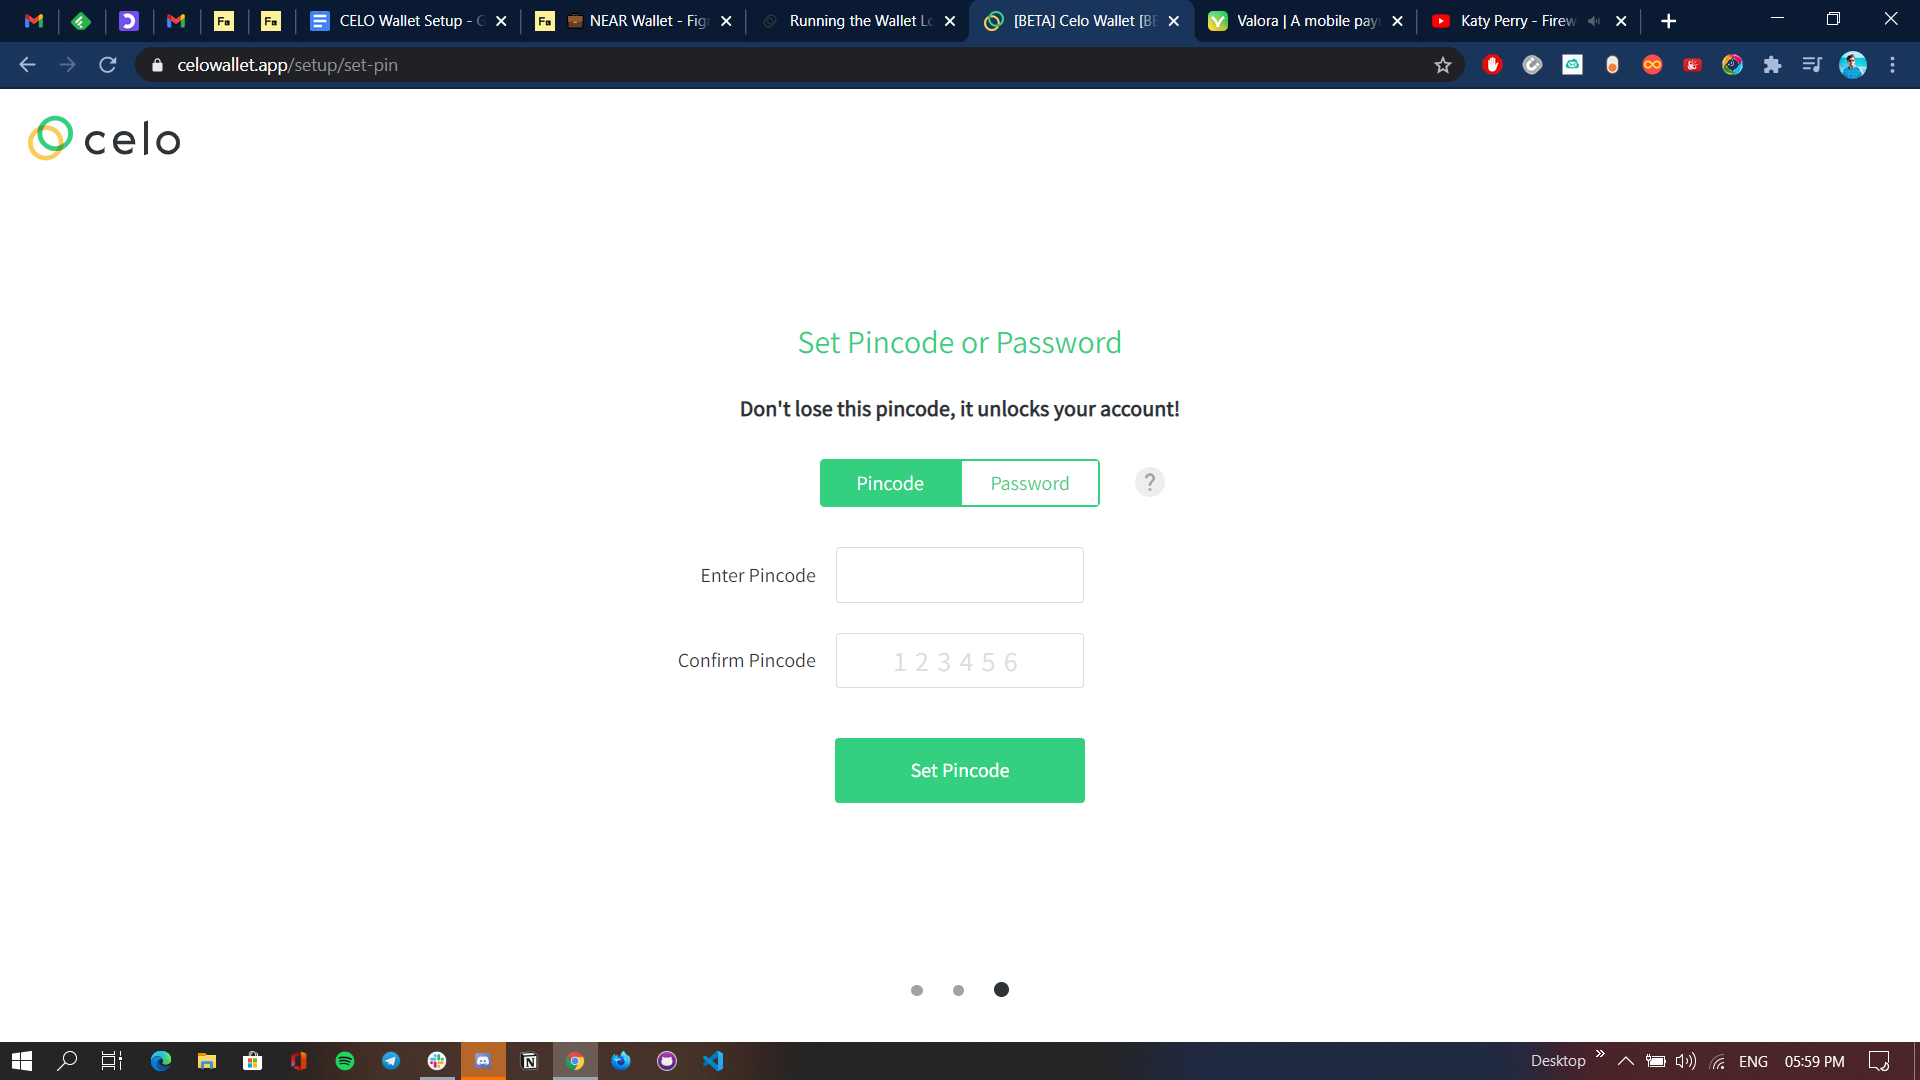 CELO Wallet Setup - G
NEAR Wallet - Fig
Running the Wallet Lo
[BETA] Celo Wallet [BE
Valora | A mobile pay
Katy Perry - Firew
celowallet.app/setup/set-pin
celo
Set Pincode or Password
Don't lose this pincode, it unlocks your account!
Pincode
Password
?
Enter Pincode
Confirm Pincode
1 2 3 4 5 6
Set Pincode
Desktop
ENG
05:59 PM